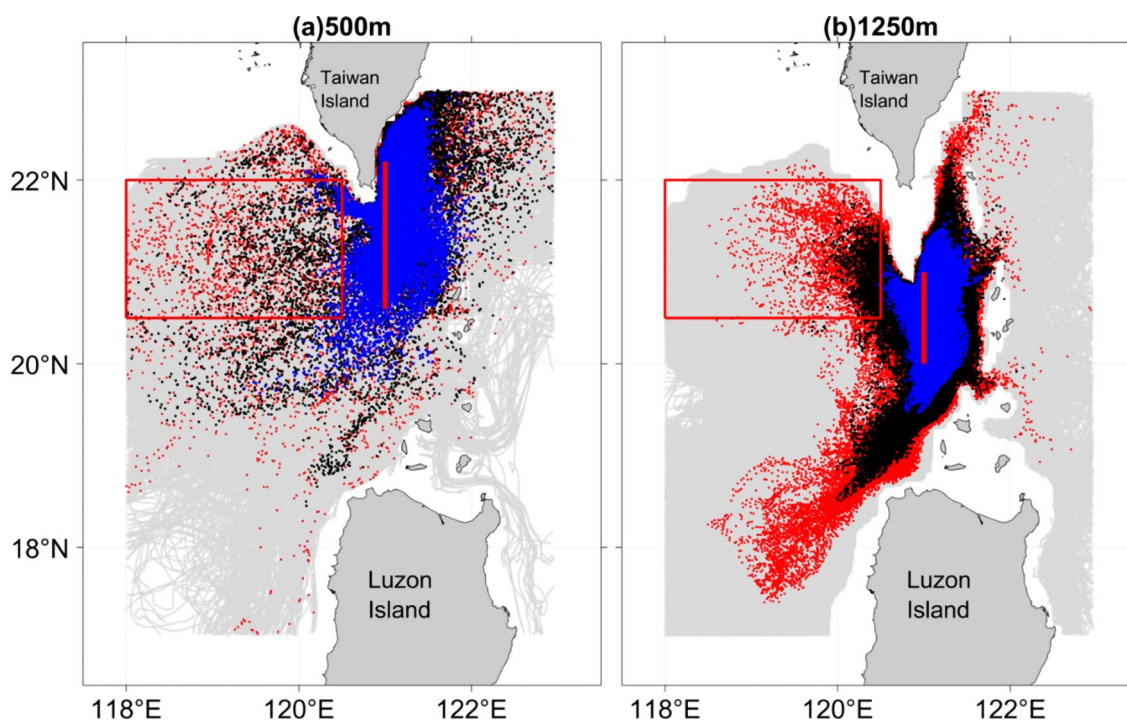 (a)500m
(b)1250m
Taiwan
Island
Taiwan
Island
22°N
20°N
18°N
Luzon
Island
Luzon
Island
118°E
120°E
122°E
118°E
120°E
122°E